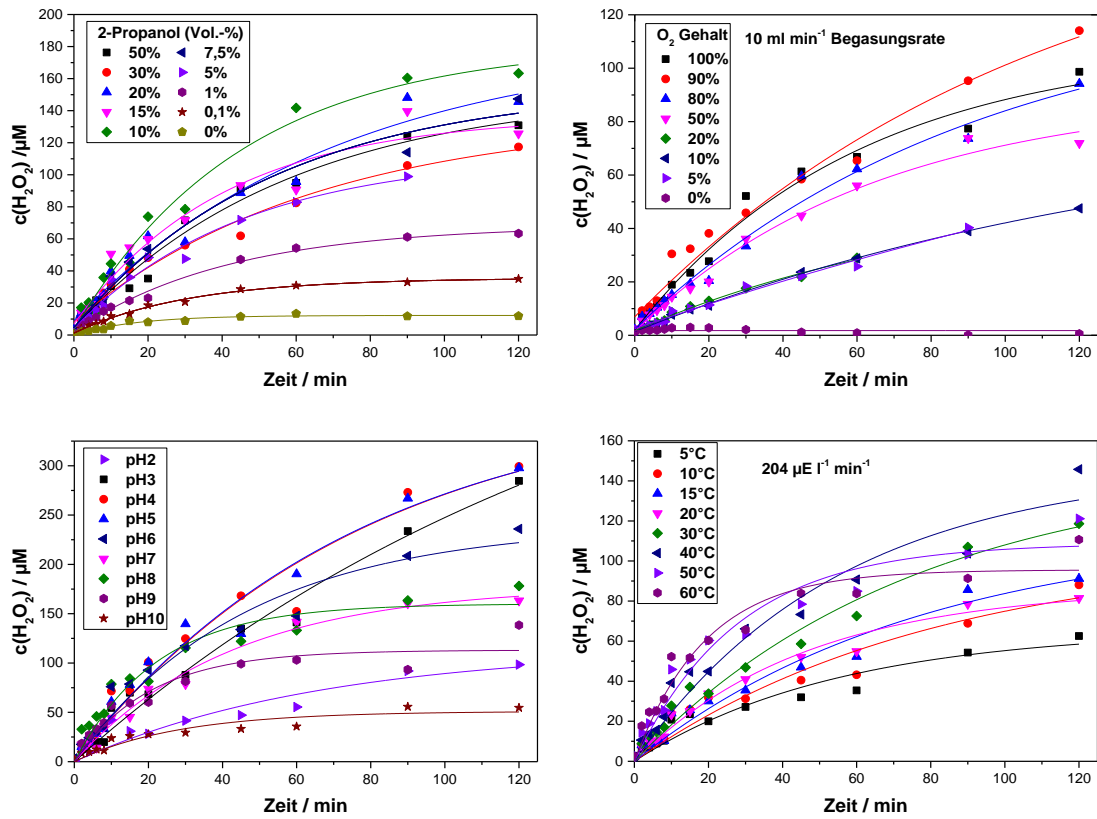 2-Propanol (Vol.-%)
50% 7,5%
30% 5%
20% 1%
15% 0,1%
10% 0%
c(H₂O₂) /µM
200
180
160
140
120
100
80
60
40
20
0
0 20 40 60 80 100 120
Zeit / min
O₂ Gehalt
100%
90%
80%
50%
20%
10%
5%
0%
10 ml min⁻¹ Begasungsrate
c(H₂O₂) / µM
120
100
80
60
40
20
0
0 20 40 60 80 100 120
Zeit / min
pH2
pH3
pH4
pH5
pH6
pH7
pH8
pH9
pH10
c(H₂O₂) / µM
300
250
200
150
100
50
0
0 20 40 60 80 100 120
Zeit / min
5°C
10°C
15°C
20°C
30°C
40°C
50°C
60°C
204 µE l⁻¹ min⁻¹
c(H₂O₂) / µM
160
140
120
100
80
60
40
20
0
0 20 40 60 80 100 120
Zeit / min